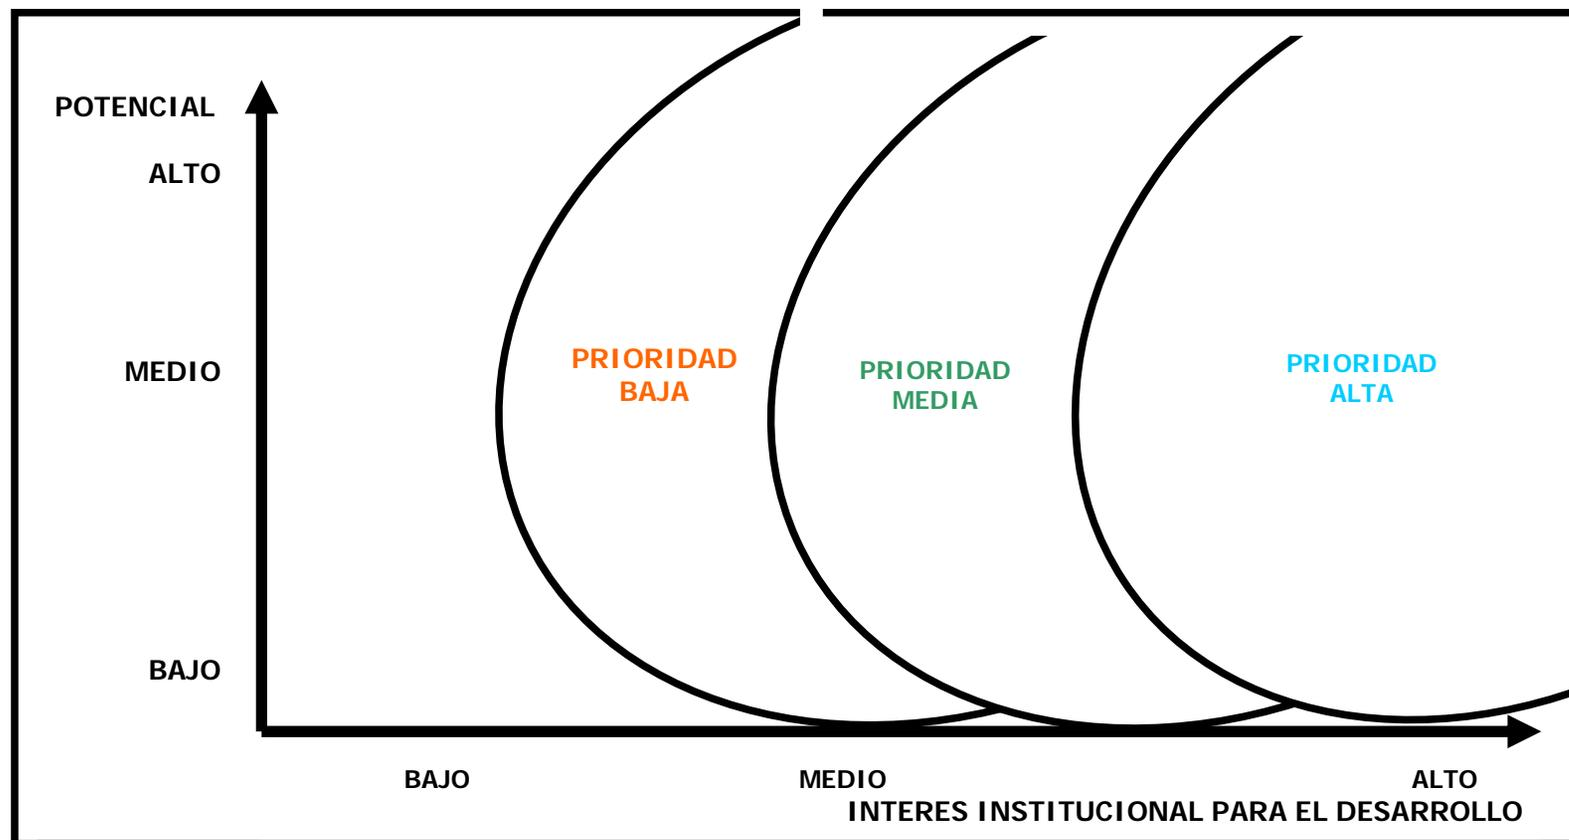 POTENCIAL
ALTO
MEDIO
PRIORIDAD
BAJA
PRIORIDAD
MEDIA
PRIORIDAD
ALTA
BAJO
BAJO
MEDIO
ALTO
INTERES INSTITUCIONAL PARA EL DESARROLLO